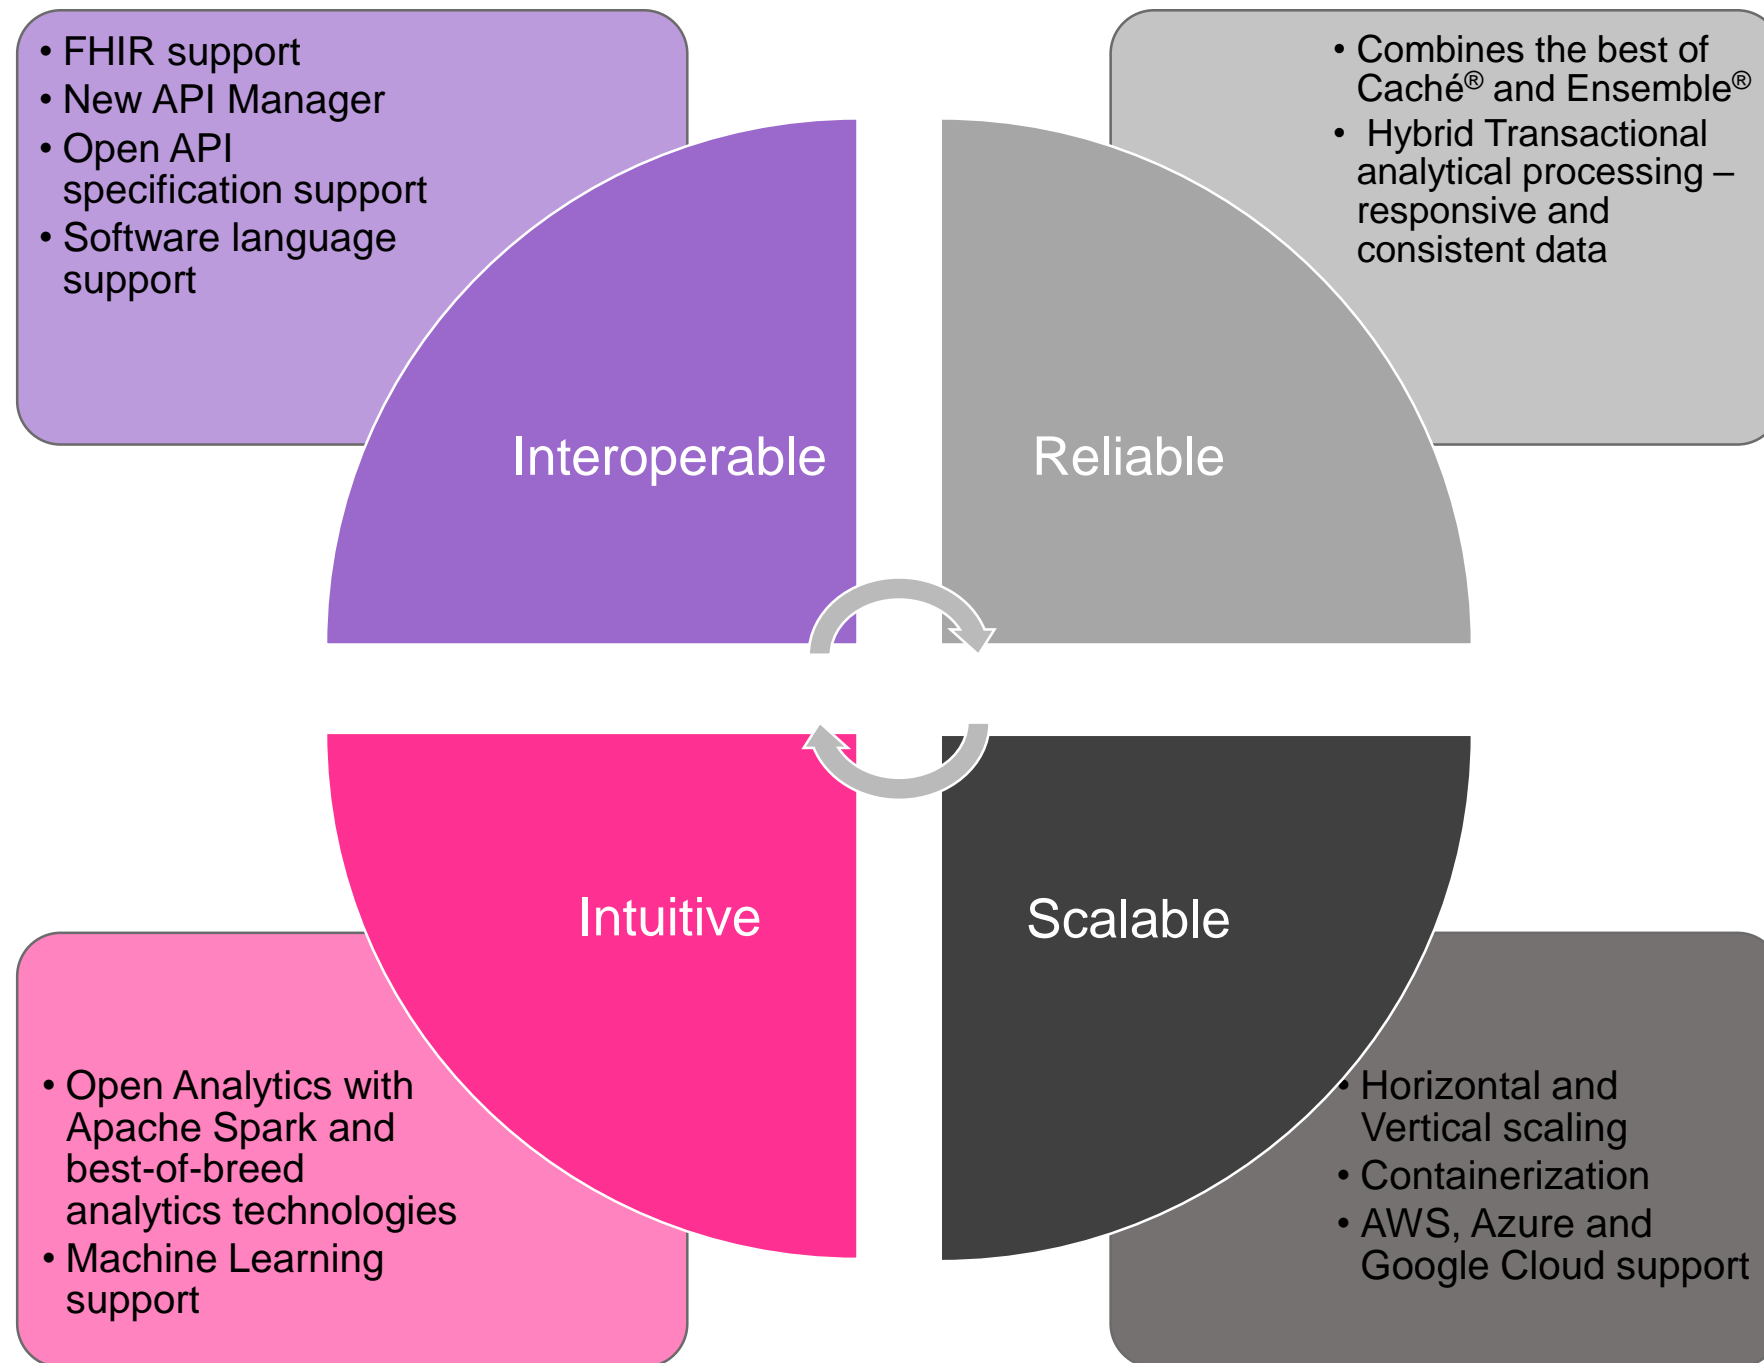 • FHIR support
• New API Manager
• Open API
specification support
• Software language
support
• Combines the best of
Caché® and Ensemble®
• Hybrid Transactional
analytical processing –
responsive and
consistent data
Interoperable
Reliable
Intuitive
Scalable
• Open Analytics with
Apache Spark and
best-of-breed
analytics technologies
• Machine Learning
support
• Horizontal and
Vertical scaling
• Containerization
• AWS, Azure and
Google Cloud support